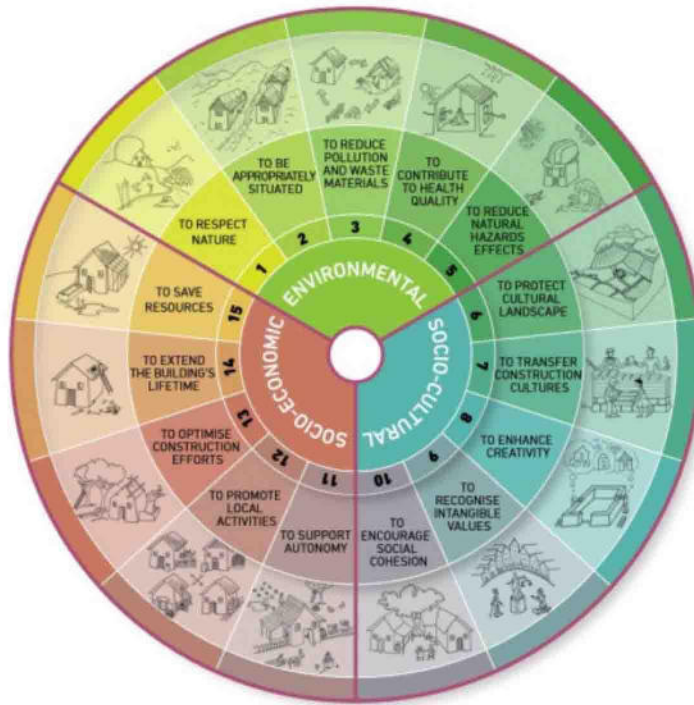 ENVIRONMENTAL
1
TO RESPECT
NATURE
2
TO BE
APPROPRIATELY
SITUATED
3
TO REDUCE
POLLUTION
AND WASTE
MATERIALS
4
TO
CONTRIBUTE
TO HEALTH
QUALITY
5
TO REDUCE
NATURAL
HAZARDS
EFFECTS
SOCIO-CULTURAL
6
TO PROTECT
CULTURAL
LANDSCAPE
7
TO TRANSFER
CONSTRUCTION
CULTURES
8
TO ENHANCE
CREATIVITY
9
TO
RECOGNISE
INTANGIBLE
VALUES
10
TO
ENCOURAGE
SOCIAL
COHESION
SOCIO-ECONOMIC
11
TO SUPPORT
AUTONOMY
12
TO PROMOTE
LOCAL
ACTIVITIES
13
TO OPTIMISE
CONSTRUCTION
EFFORTS
14
TO EXTEND
THE BUILDING'S
LIFETIME
15
TO SAVE
RESOURCES